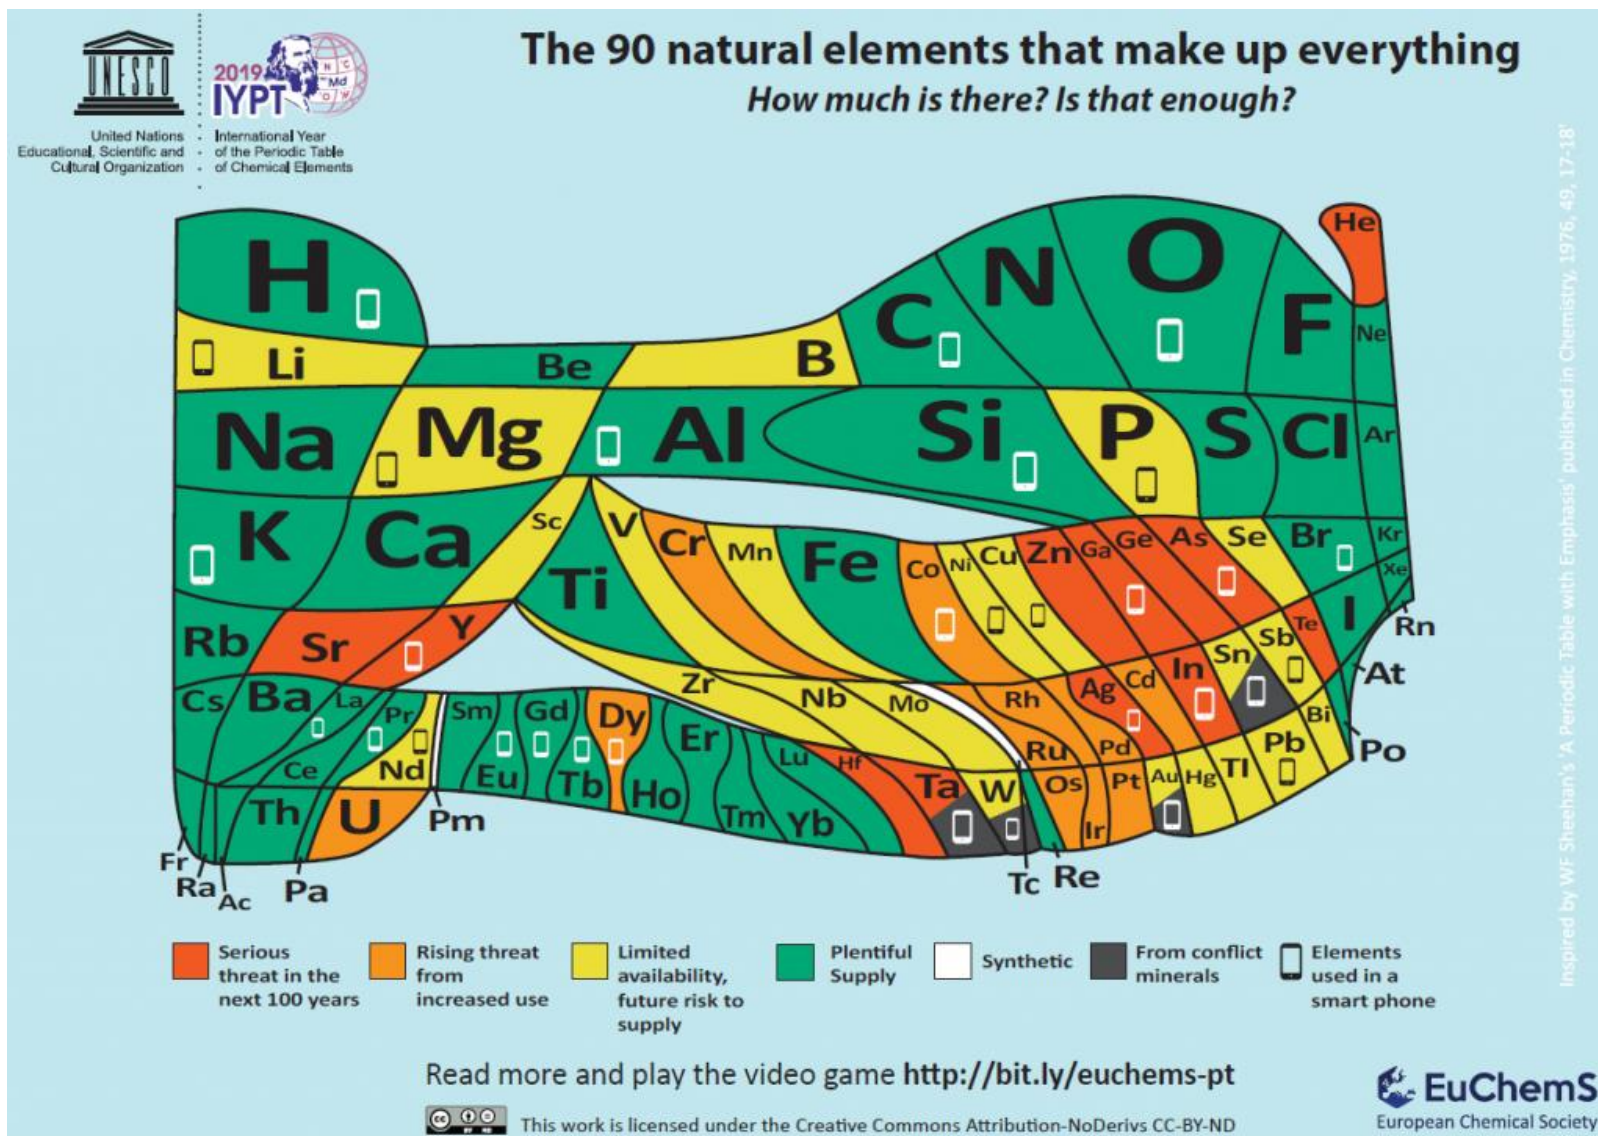 The 90 natural elements that make up everything
How much is there? Is that enough?
UNESCO
2019
IYPT
N C
Md
O W
United Nations
Educational, Scientific and
Cultural Organization
International Year
of the Periodic Table
of Chemical Elements
H
He
Li
Be
B
C
N
O
F
Ne
Na
Mg
Al
Si
P
S
Cl
Ar
K
Ca
Sc
Ti
V
Cr
Mn
Fe
Co
Ni
Cu
Zn
Ga
Ge
As
Se
Br
Kr
Rb
Sr
Y
Zr
Nb
Mo
Tc
Ru
Rh
Pd
Ag
Cd
In
Sn
Sb
Te
I
Xe
Cs
Ba
La
Ce
Pr
Nd
Pm
Sm
Eu
Gd
Tb
Dy
Ho
Er
Tm
Yb
Lu
Hf
Ta
W
Re
Os
Ir
Pt
Au
Hg
Tl
Pb
Bi
Po
At
Rn
Fr
Ra
Ac
Th
Pa
U
Serious
threat in the
next 100 years
Rising threat
from
increased use
Limited
availability,
future risk to
supply
Plentiful
Supply
Synthetic
From conflict
minerals
Elements
used in a
smart phone
Inspired by WF Sheehan's 'A Periodic Table with Emphasis' published in Chemistry, 1976, 49, 17-18'
Read more and play the video game http://bit.ly/euchems-pt
cc
BY ND
This work is licensed under the Creative Commons Attribution-NoDerivs CC-BY-ND
EuChemS
European Chemical Society